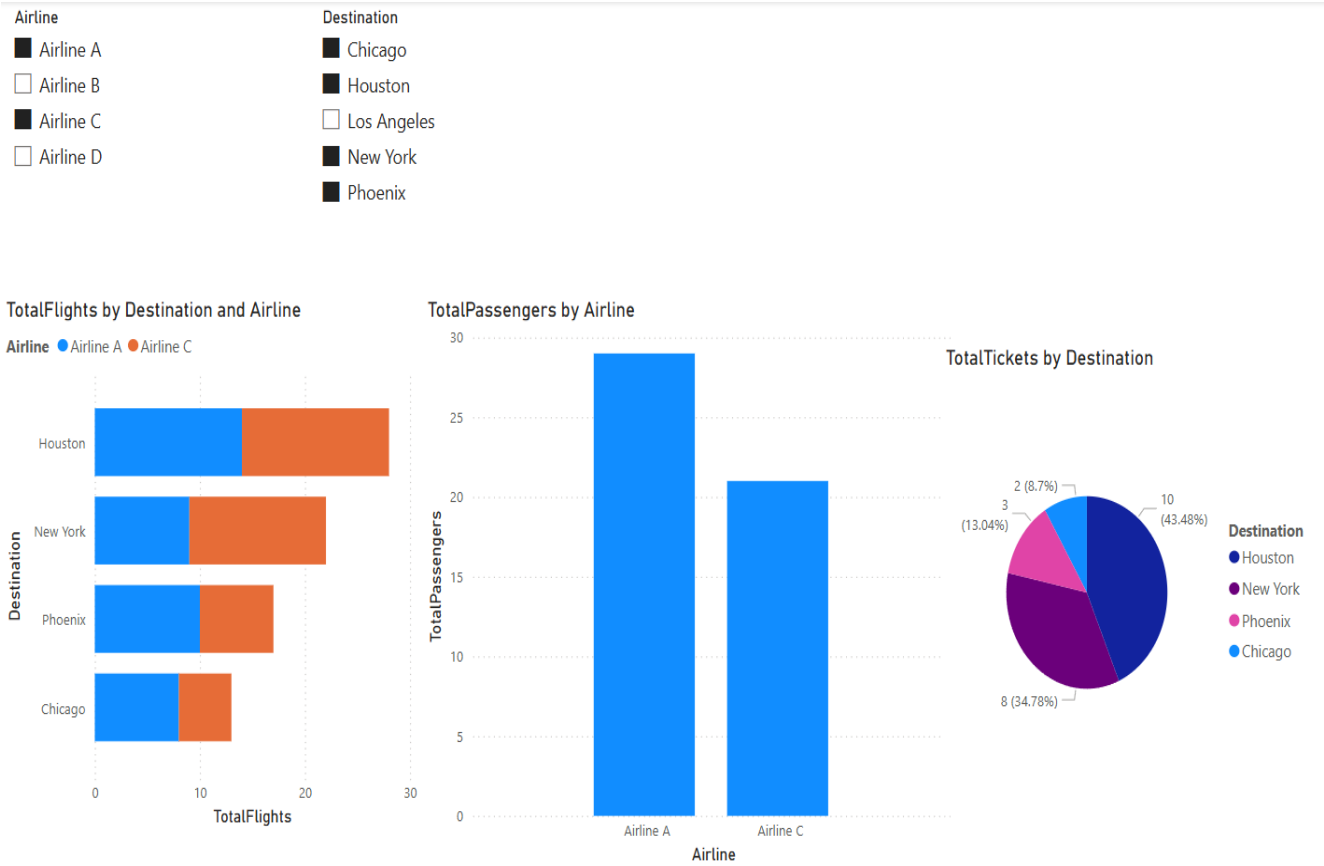 Airline
Airline A
Airline B
Airline C
Airline D
Destination
Chicago
Houston
Los Angeles
New York
Phoenix
TotalFlights by Destination and Airline
Airline Airline A Airline C
Destination
Houston
New York
Phoenix
Chicago
0 10 20 30
TotalFlights
TotalPassengers by Airline
TotalPassengers
30
25
20
15
10
5
0
Airline A Airline C
Airline
TotalTickets by Destination
2 (8.7%)
3
(13.04%)
10
(43.48%)
8 (34.78%)
Destination
Houston
New York
Phoenix
Chicago